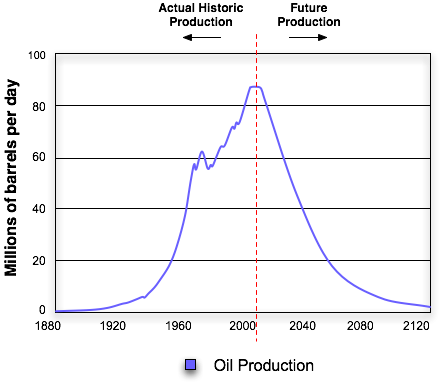 Actual Historic
Production
Future
Production
Millions of barrels per day
100
80
60
40
20
0
1880 1920 1960 2000 2040 2080 2120
Oil Production